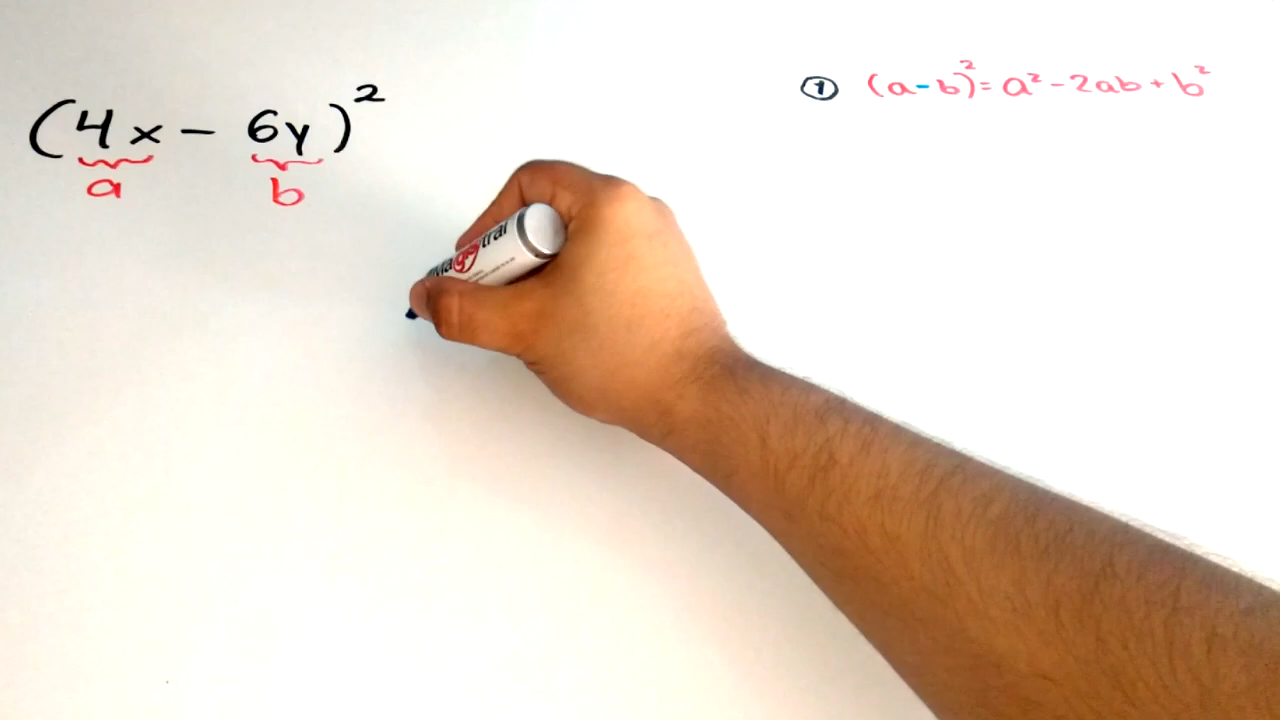 (4x - 6y)²
a b
① (a-b)² = a² - 2ab + b²